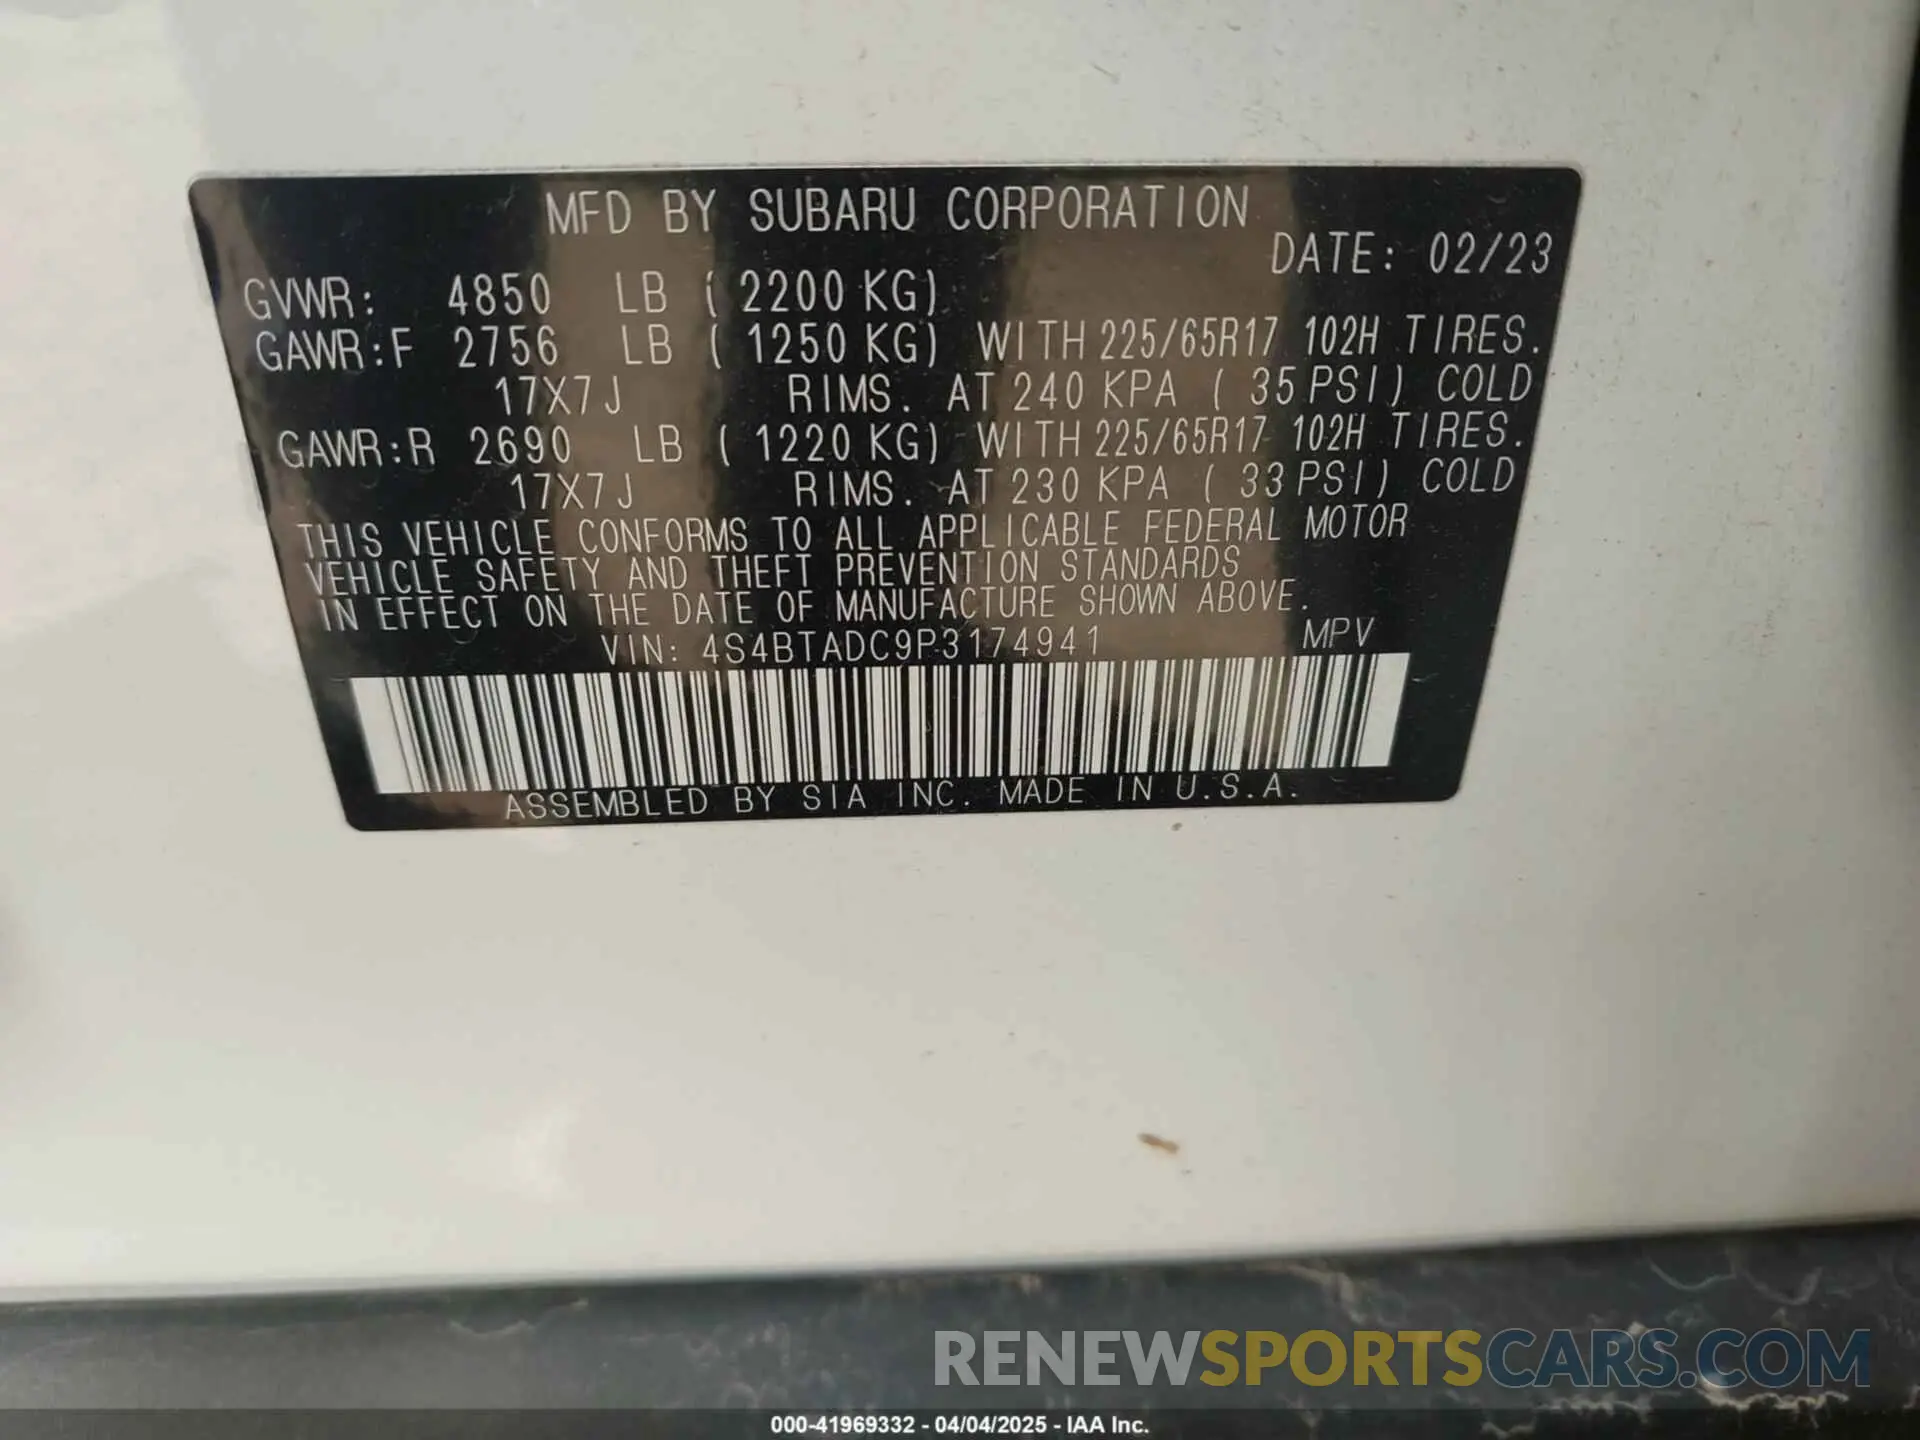 MFD BY SUBARU CORPORATION
DATE: 02/23
GVWR: 4850 LB ( 2200 KG)
GAWR:F 2756 LB ( 1250 KG) WITH 225/65R17 102H TIRES.
17X7J RIMS. AT 240 KPA ( 35 PSI) COLD
GAWR:R 2690 LB ( 1220 KG) WITH 225/65R17 102H TIRES.
17X7J RIMS. AT 230 KPA ( 33 PSI) COLD
THIS VEHICLE CONFORMS TO ALL APPLICABLE FEDERAL MOTOR
VEHICLE SAFETY AND THEFT PREVENTION STANDARDS
IN EFFECT ON THE DATE OF MANUFACTURE SHOWN ABOVE.
VIN: 4S4BTADC9P3174941 MPV
ASSEMBLED BY SIA INC. MADE IN U.S.A.
RENEWSPORTSCARS.COM
000-41969332 - 04/04/2025 - IAA Inc.